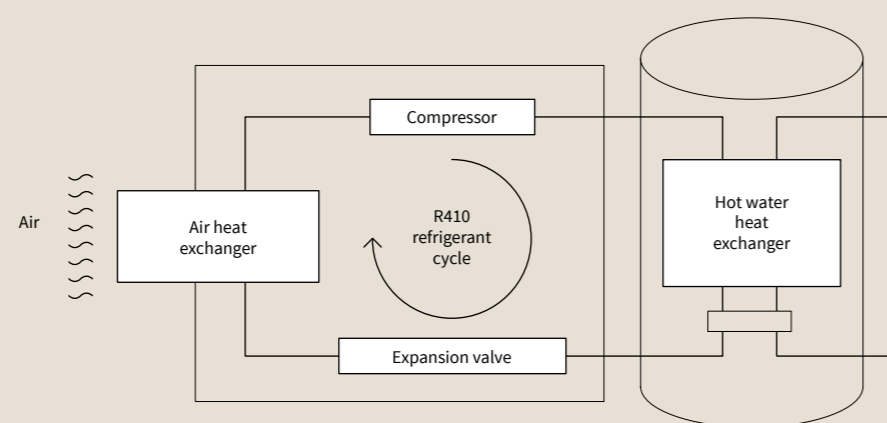 Compressor
Air
Air heat
exchanger
R410
refrigerant
cycle
Hot water
heat
exchanger
Expansion valve